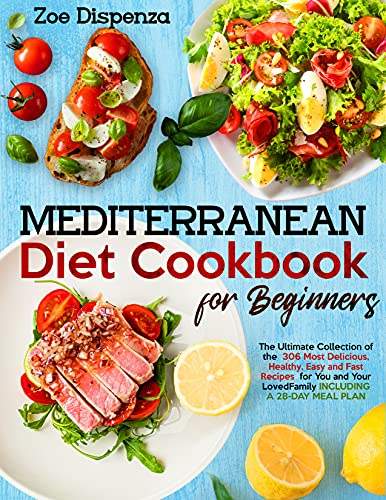 Zoe Dispenza
MEDITERRANEAN
Diet Cookbook
for Beginners
The Ultimate Collection of
the 306 Most Delicious,
Healthy, Easy and Fast
Recipes for You and Your
LovedFamily INCLUDING
A 28-DAY MEAL PLAN